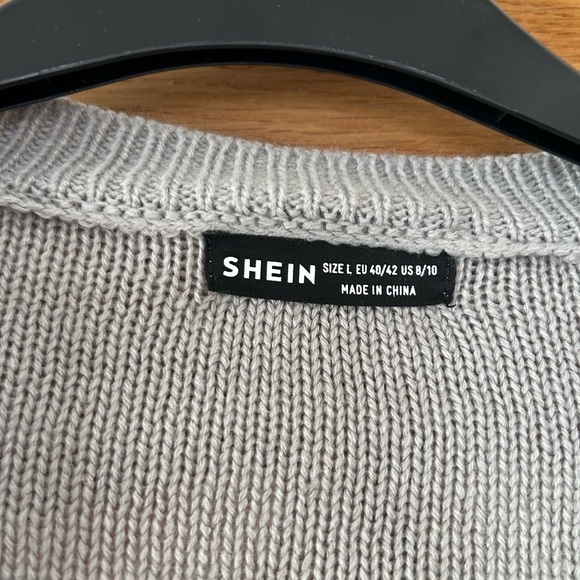 SHEIN SIZE L EU 40/42 US 8/10
MADE IN CHINA